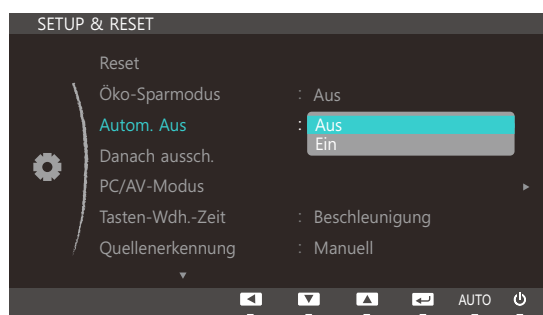 SETUP & RESET
Reset
Öko-Sparmodus : Aus
Autom. Aus : Aus
Ein
Danach aussch.
PC/AV-Modus
Tasten-Wdh.-Zeit : Beschleunigung
Quellenerkennung : Manuell
AUTO